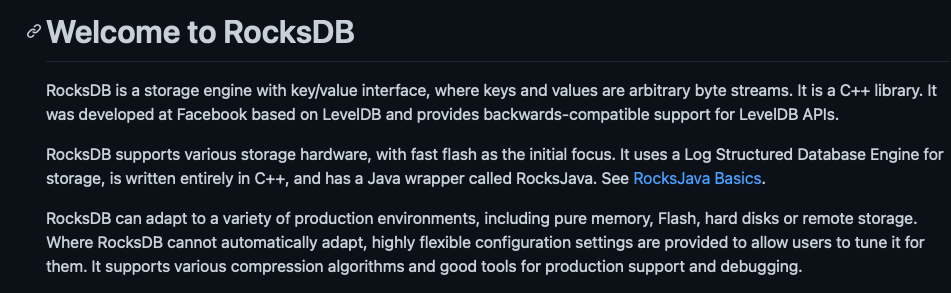 Welcome to RocksDB
RocksDB is a storage engine with key/value interface, where keys and values are arbitrary byte streams. It is a C++ library. It
was developed at Facebook based on LevelDB and provides backwards-compatible support for LevelDB APIs.
RocksDB supports various storage hardware, with fast flash as the initial focus. It uses a Log Structured Database Engine for
storage, is written entirely in C++, and has a Java wrapper called RocksJava. See RocksJava Basics.
RocksDB can adapt to a variety of production environments, including pure memory, Flash, hard disks or remote storage.
Where RocksDB cannot automatically adapt, highly flexible configuration settings are provided to allow users to tune it for
them. It supports various compression algorithms and good tools for production support and debugging.